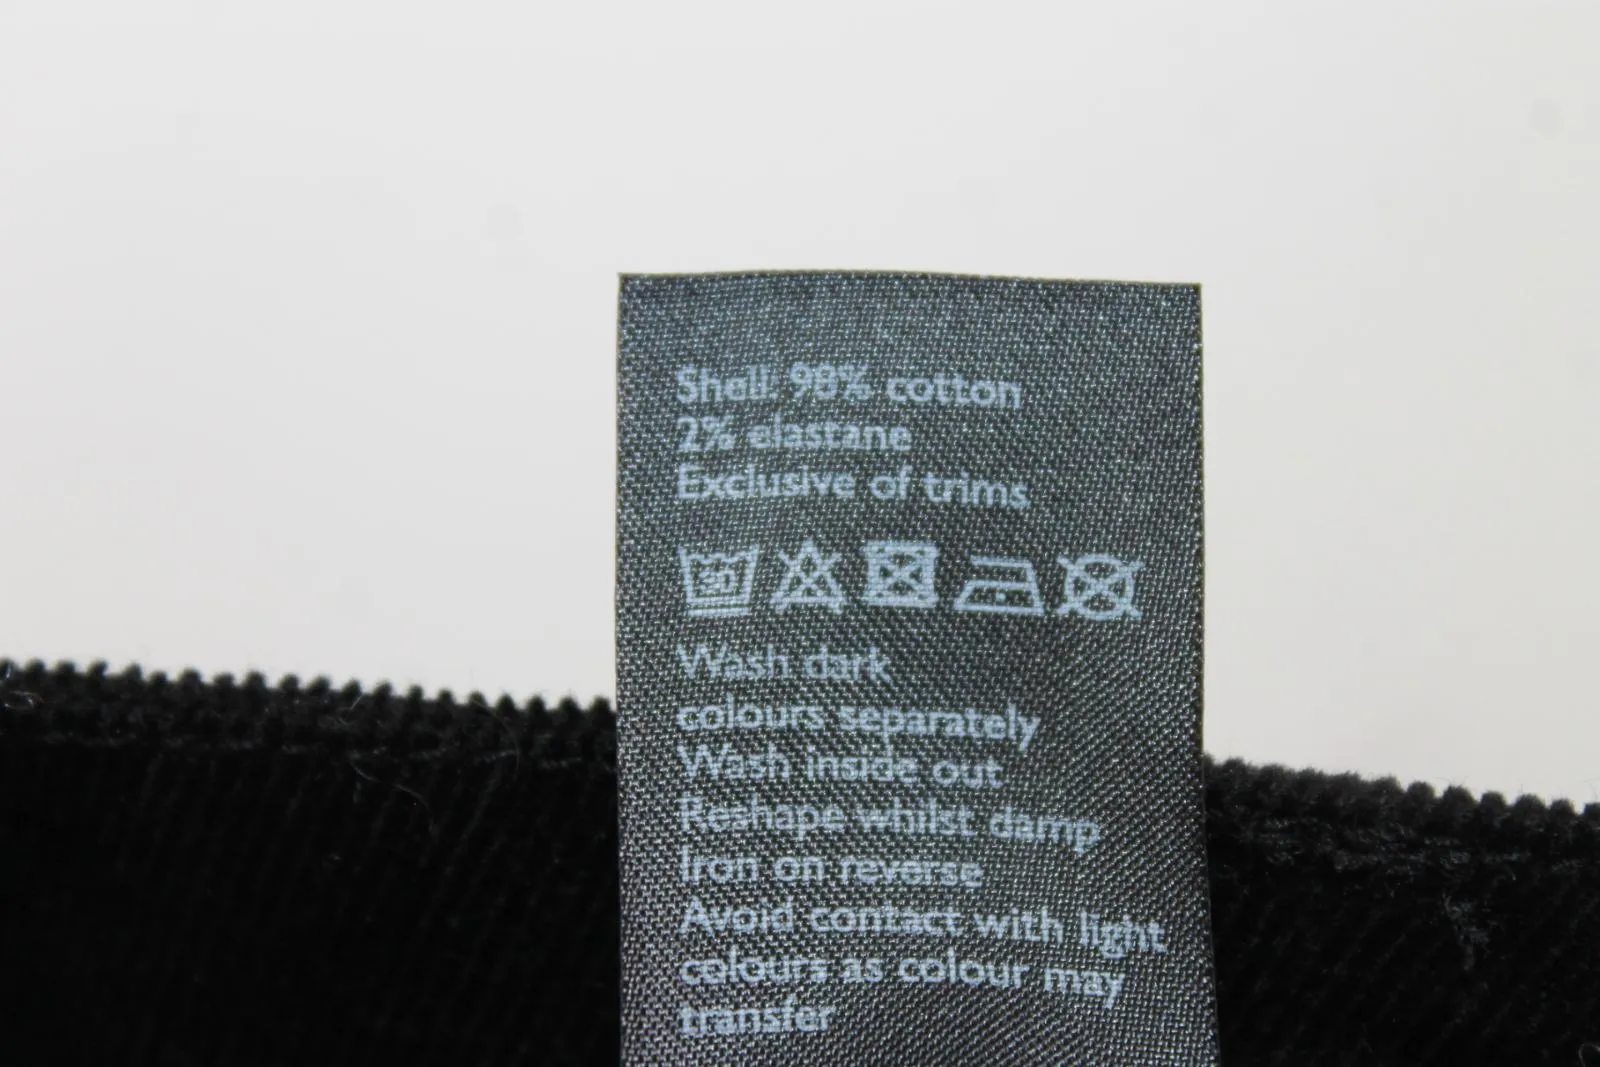 Shell: 98% cotton
2% elastane
Exclusive of trims
30
Wash dark
colours separately
Wash inside out
Reshape whilst damp
Iron on reverse
Avoid contact with light
colours as colour may
transfer